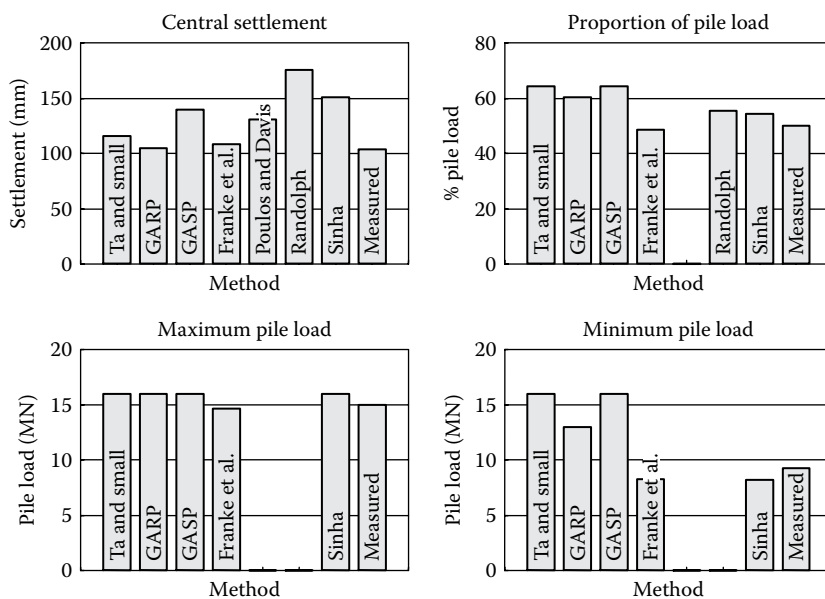 Central settlement
Settlement (mm)
200
150
100
50
0
Ta and small
GARP
GASP
Franke et al.
Poulos and Davis
Randolph
Sinha
Measured
Method
Proportion of pile load
% pile load
80
60
40
20
0
Ta and small
GARP
GASP
Franke et al.
Randolph
Sinha
Measured
Method
Maximum pile load
Pile load (MN)
20
15
10
5
0
Ta and small
GARP
GASP
Franke et al.
Sinha
Measured
Method
Minimum pile load
Pile load (MN)
20
15
10
5
0
Ta and small
GARP
GASP
Franke et al.
Sinha
Measured
Method